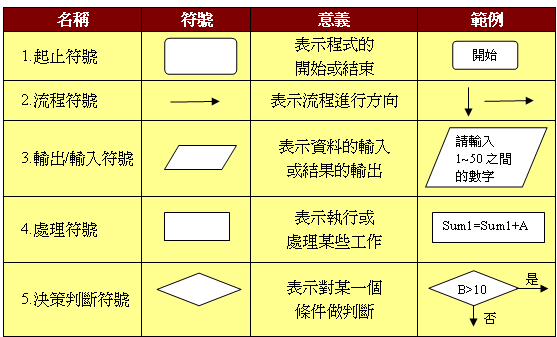 名稱 符號 意義 範例
1.起止符號 表示程式的 開始或結束 開始
2.流程符號 表示流程進行方向
3.輸出/輸入符號 表示資料的輸入 或結果的輸出 請輸入 1~50 之間 的數字
4.處理符號 表示執行或 處理某些工作 Sum1=Sum1+A
5.決策判斷符號 表示對某一個 條件做判斷 B>10 是 否